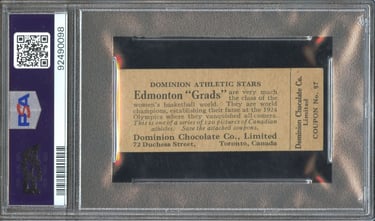 PSA
92490098
DOMINION ATHLETIC STARS
Edmonton "Grads" are very much
the class of the
women's basketball world. They are world
champions, establishing their fame at the 1924
Olympics where they vanquished all comers.
This is one of a series of 120 pictures of Canadian
athletes. Save the attached coupons.
Dominion Chocolate Co., Limited
72 Duchess Street, Toronto, Canada
Dominion Chocolate Co.
Limited
COUPON No. 57